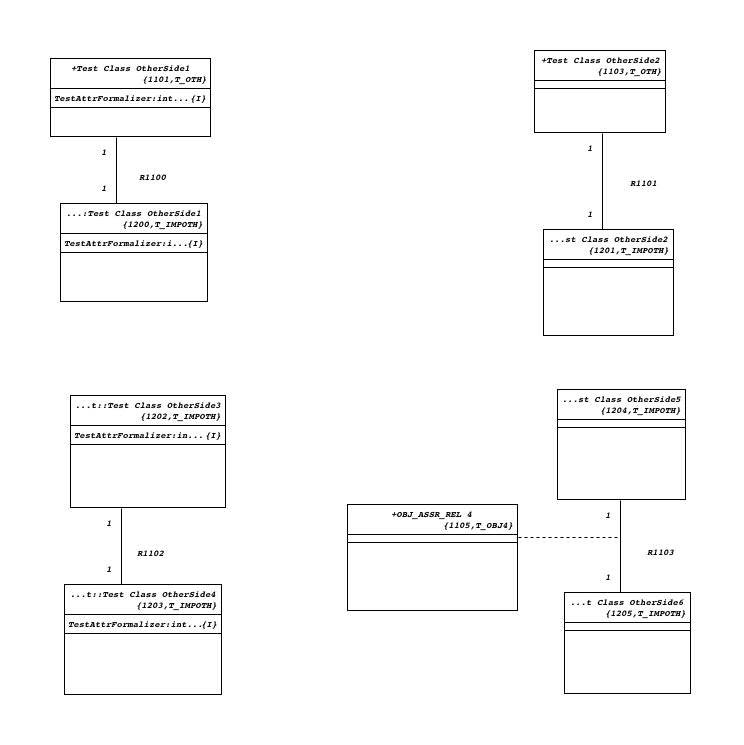 +Test Class OtherSide1
{1101,T_OTH}
TestAttrFormalizer:int...{I}
1
R1100
1
...:Test Class OtherSide1
{1200,T_IMPOTH}
TestAttrFormalizer:i...{I}
+Test Class OtherSide2
{1103,T_OTH}
1
R1101
1
...st Class OtherSide2
{1201,T_IMPOTH}
...t::Test Class OtherSide3
{1202,T_IMPOTH}
TestAttrFormalizer:in...{I}
1
R1102
1
...t::Test Class OtherSide4
{1203,T_IMPOTH}
TestAttrFormalizer:int...{I}
+OBJ_ASSR_REL 4
{1105,T_OBJ4}
...st Class OtherSide5
{1204,T_IMPOTH}
1
R1103
1
...t Class OtherSide6
{1205,T_IMPOTH}